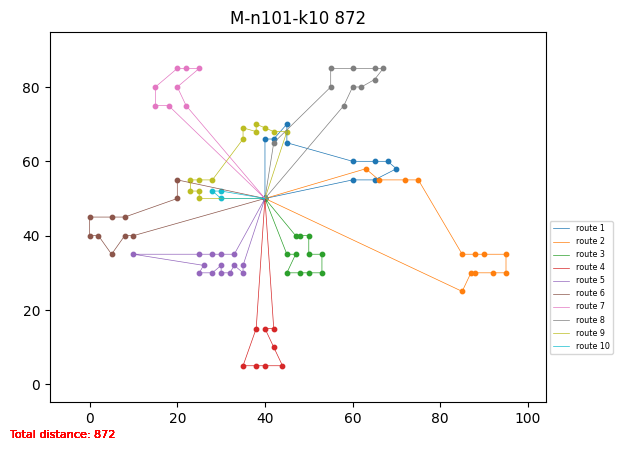 M-n101-k10 872
80
60
40
20
0
0 20 40 60 80 100
route 1
route 2
route 3
route 4
route 5
route 6
route 7
route 8
route 9
route 10
Total distance: 872